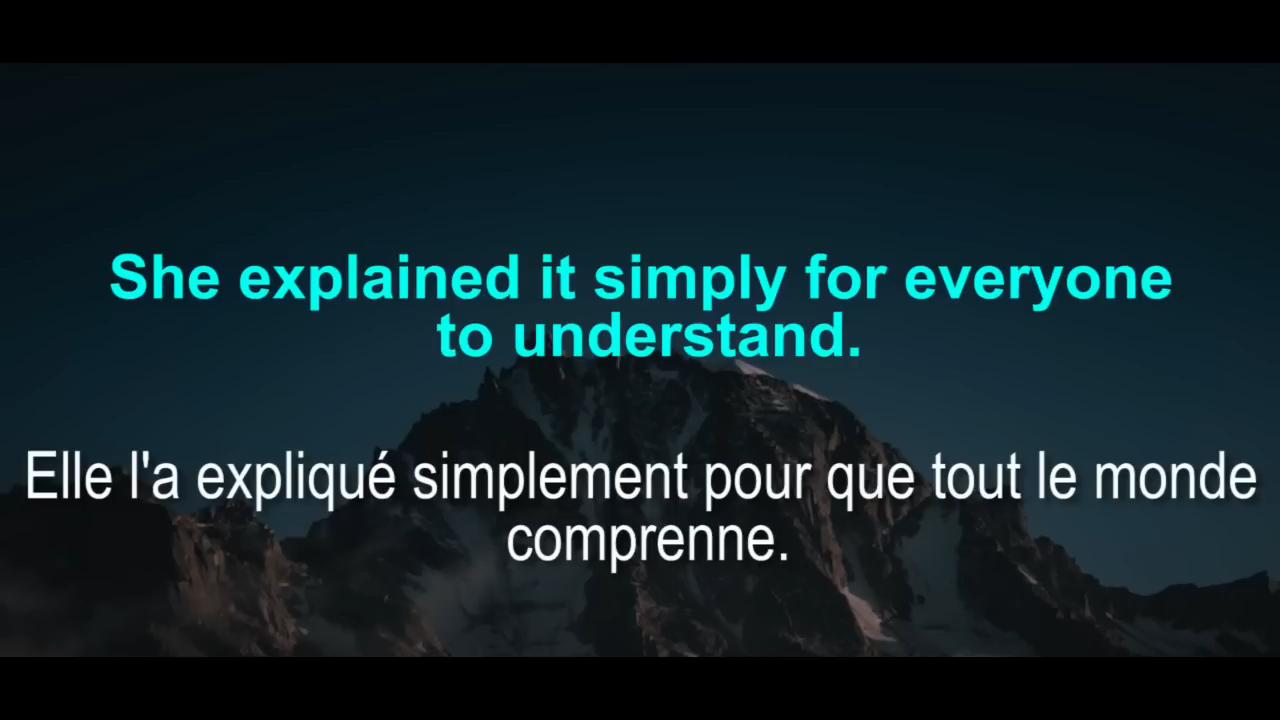 She explained it simply for everyone
to understand.
Elle l'a expliqué simplement pour que tout le monde
comprenne.